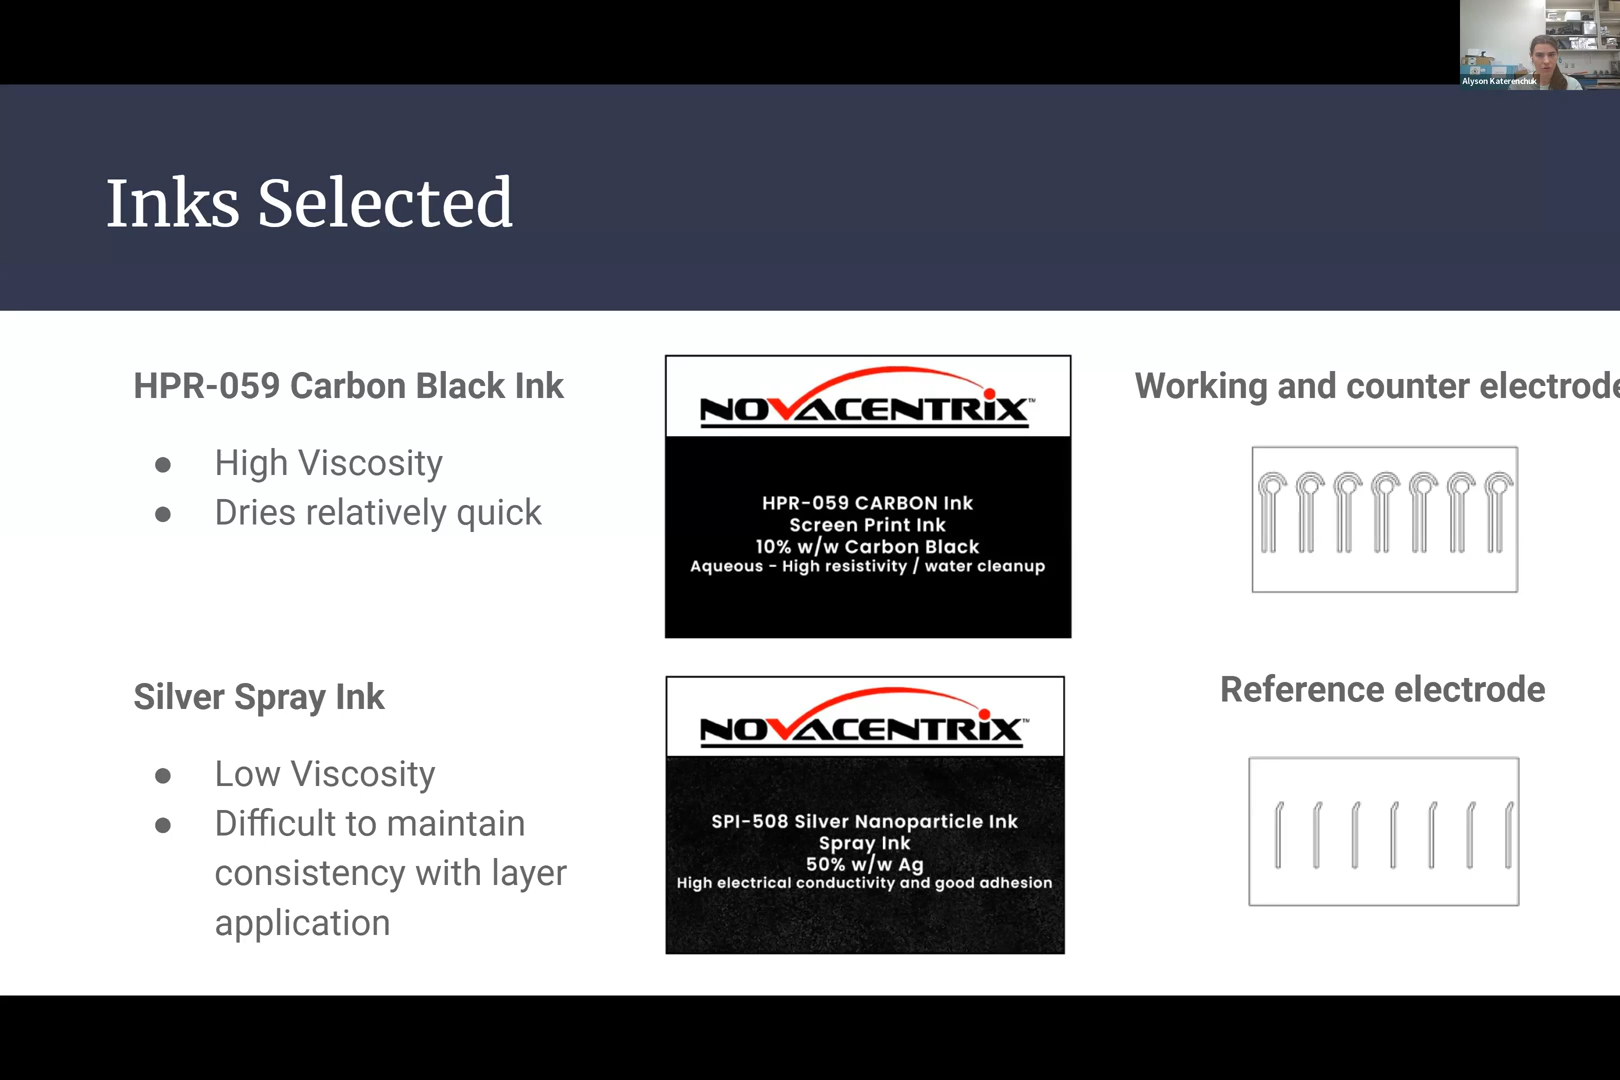 Alyson Katerenchuk
Inks Selected
HPR-059 Carbon Black Ink
● High Viscosity
● Dries relatively quick
NOVACENTRiX™
HPR-059 CARBON Ink
Screen Print Ink
10% w/w Carbon Black
Aqueous - High resistivity / water cleanup
Working and counter electrode
Silver Spray Ink
● Low Viscosity
● Difficult to maintain
consistency with layer
application
NOVACENTRiX™
SPI-508 Silver Nanoparticle Ink
Spray Ink
50% w/w Ag
High electrical conductivity and good adhesion
Reference electrode